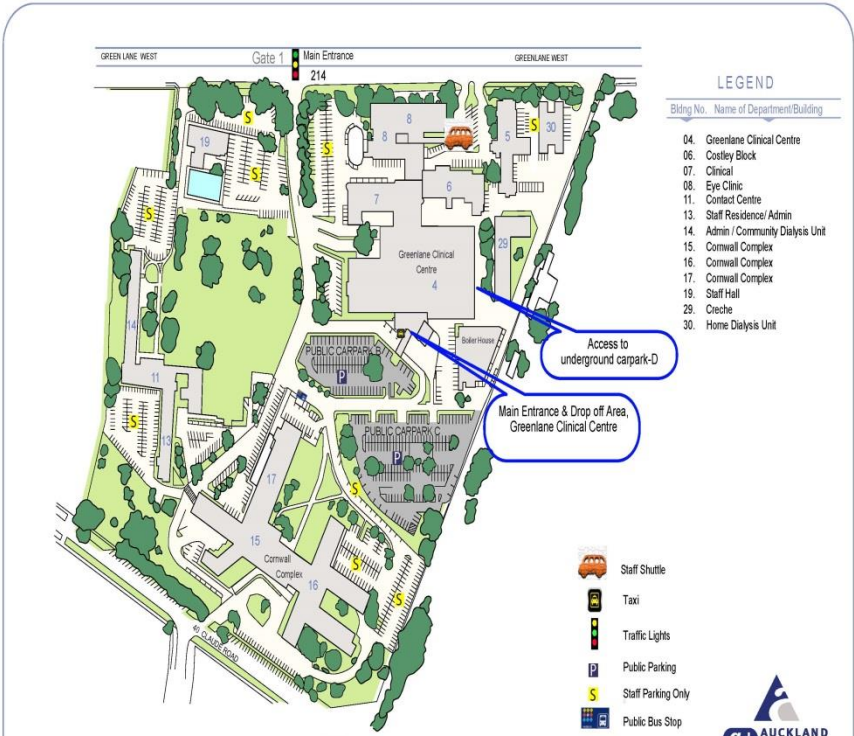 GREEN LANE WEST
Gate 1
Main Entrance
214
GREENLANE WEST
LEGEND
Bldng No. Name of Department/Building
04. Greenlane Clinical Centre
06. Costley Block
07. Clinical
08. Eye Clinic
11. Contact Centre
13. Staff Residence/ Admin
14. Admin / Community Dialysis Unit
15. Cornwall Complex
16. Cornwall Complex
17. Cornwall Complex
19. Staff Hall
29. Creche
30. Home Dialysis Unit
8
8
5
S
30
S
19
S
S
6
7
S
29
Greenlane Clinical
Centre
4
14
Boiler House
Access to
underground carpark-D
PUBLIC CARPARK B
P
11
Main Entrance & Drop off Area,
Greenlane Clinical Centre
S
13
PUBLIC CARPARK C
P
17
S
15
Cornwall
Complex
16
S
S
40 CLAUDE ROAD
Staff Shuttle
Taxi
Traffic Lights
P Public Parking
S Staff Parking Only
Public Bus Stop
AUCKLAND